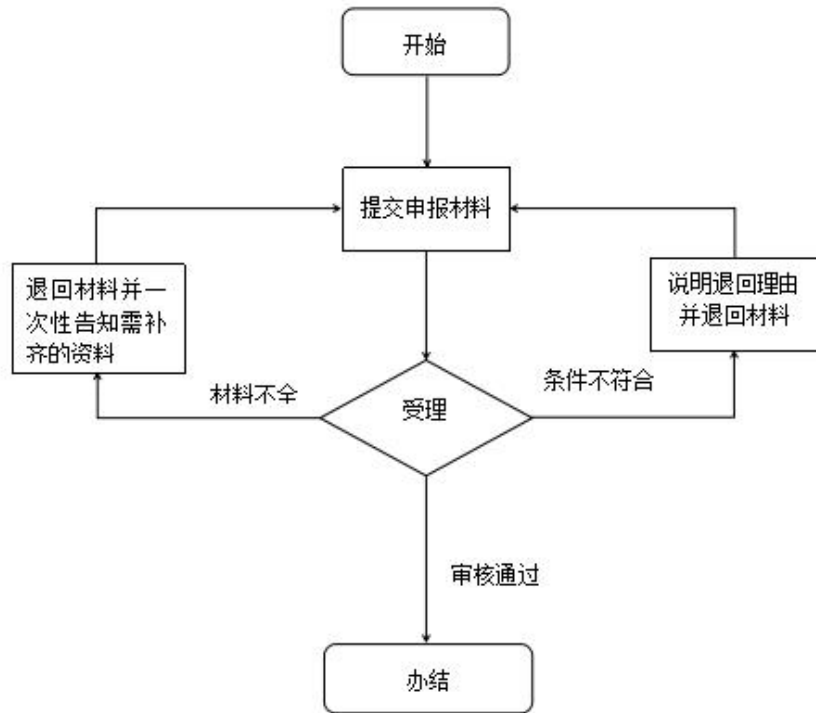 开始
提交申报材料
退回材料并一
次性告知需补
齐的资料
说明退回理由
并退回材料
材料不全
受理
条件不符合
审核通过
办结